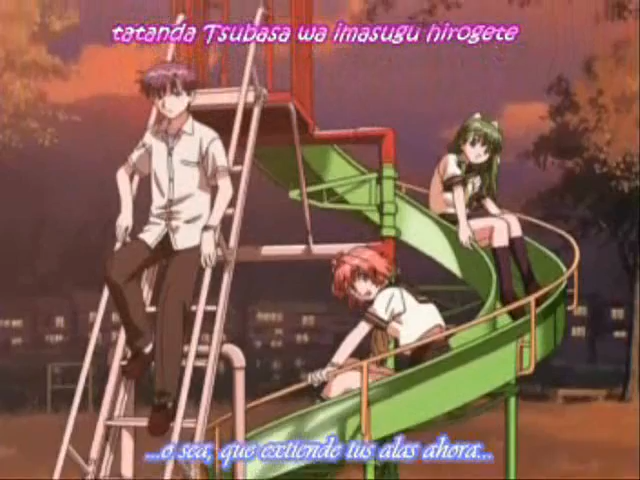 tatanda Tsubasa wa imasugu hirogete
...o sea, que extiende tus alas ahora...